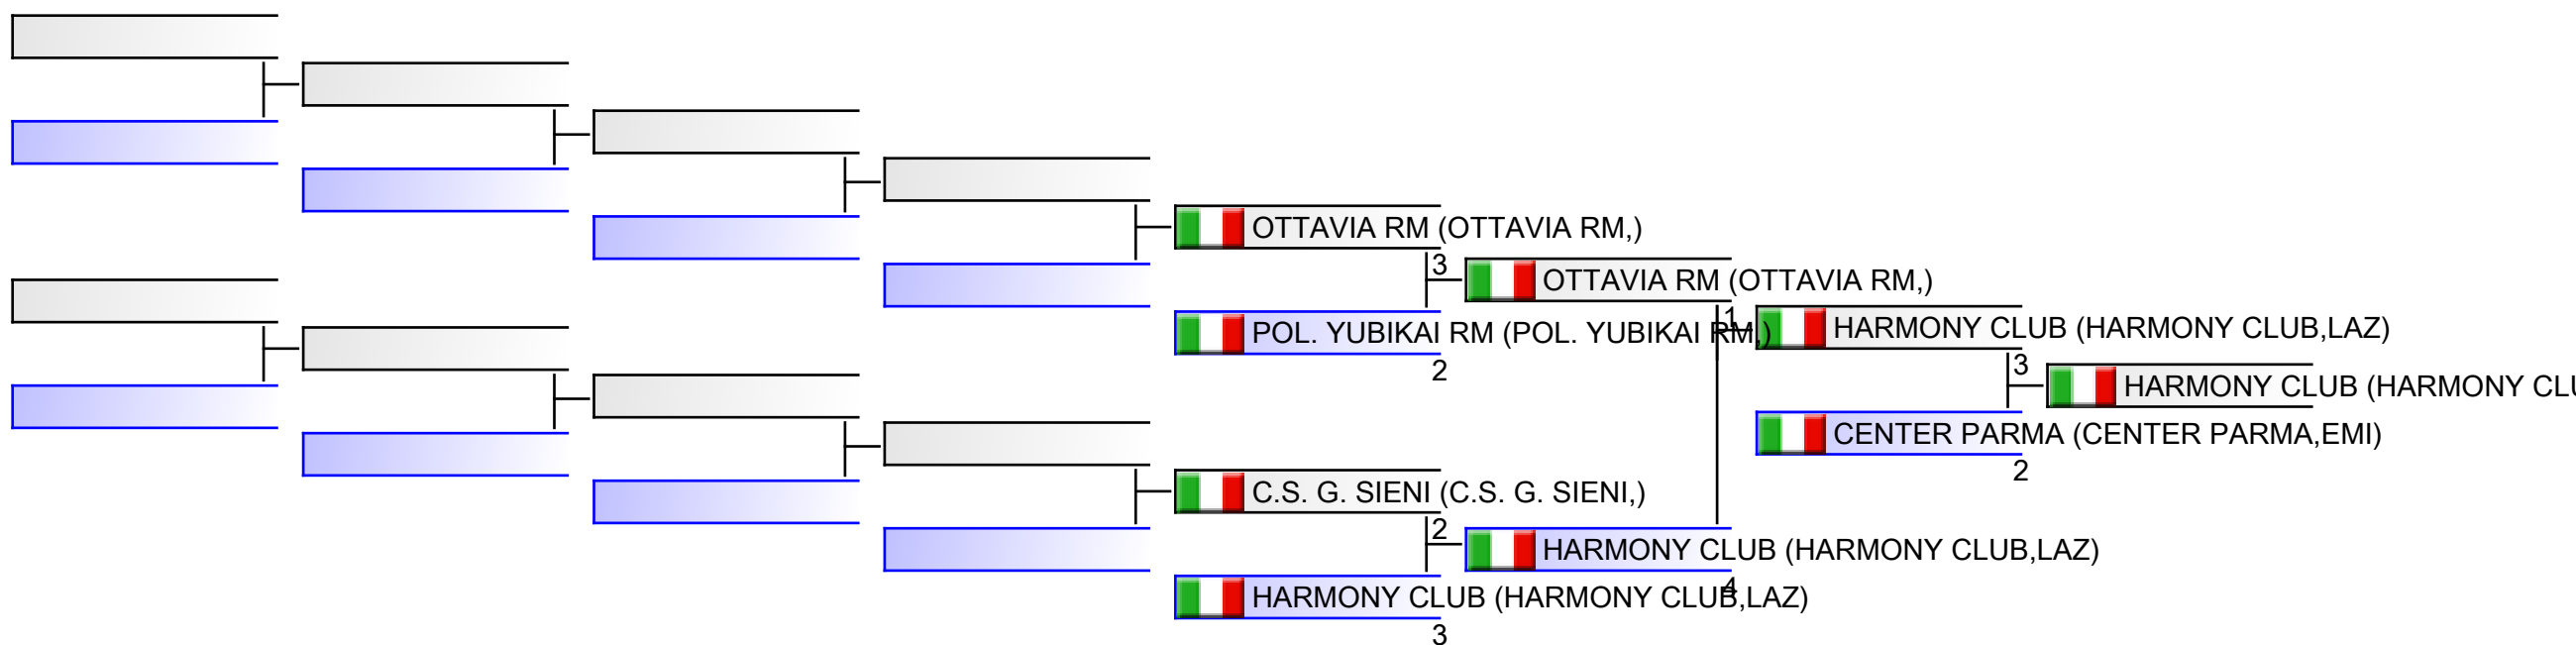 OTTAVIA RM (OTTAVIA RM,)
3
OTTAVIA RM (OTTAVIA RM,)
POL. YUBIKAI RM (POL. YUBIKAI RM,)
2
1
HARMONY CLUB (HARMONY CLUB,LAZ)
3
HARMONY CLUB (HARMONY CLU
CENTER PARMA (CENTER PARMA,EMI)
2
C.S. G. SIENI (C.S. G. SIENI,)
2
HARMONY CLUB (HARMONY CLUB,LAZ)
4
HARMONY CLUB (HARMONY CLUB,LAZ)
3